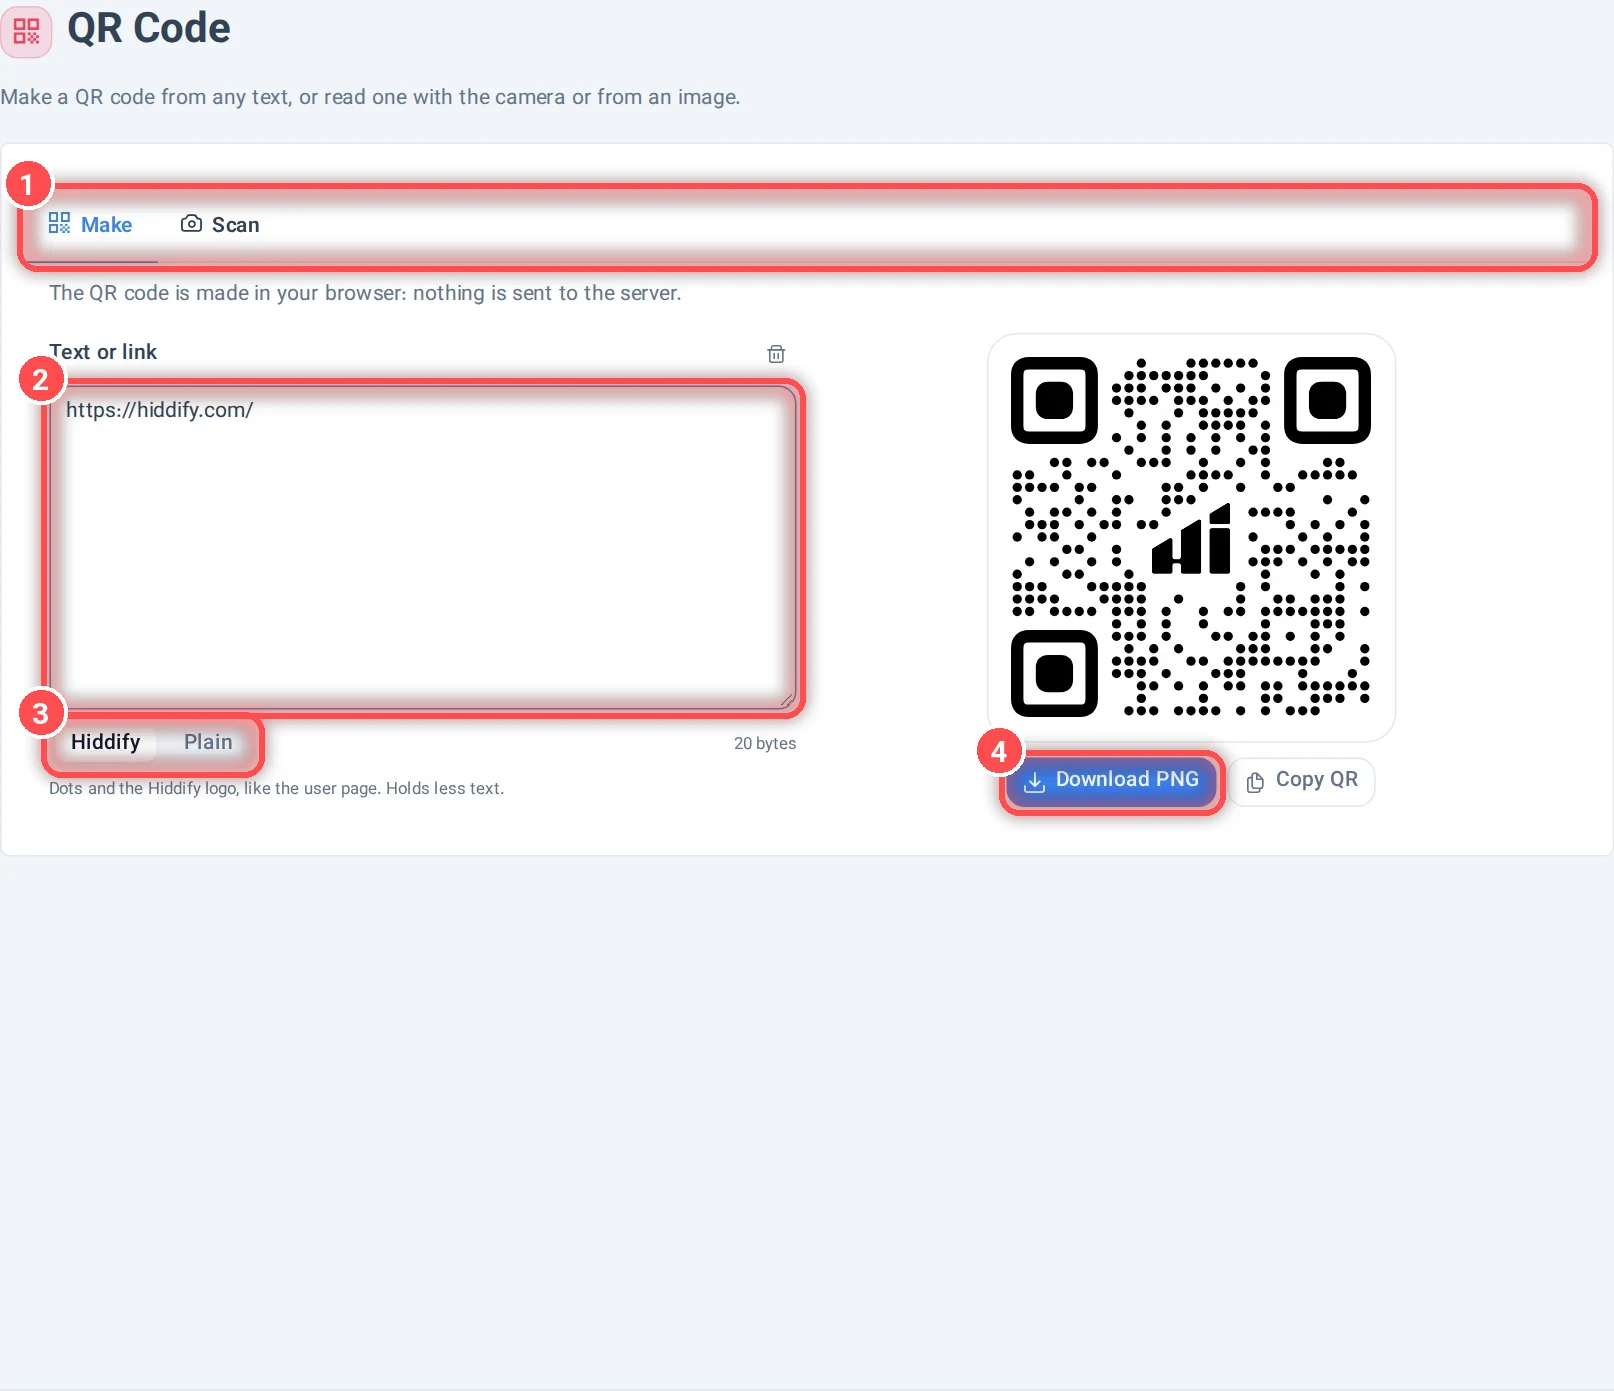 QR Code
Make a QR code from any text, or read one with the camera or from an image.
1
Make Scan
The QR code is made in your browser: nothing is sent to the server.
Text or link
2
https://hiddify.com/
3
Hiddify Plain
20 bytes
Dots and the Hiddify logo, like the user page. Holds less text.
4
Download PNG Copy QR